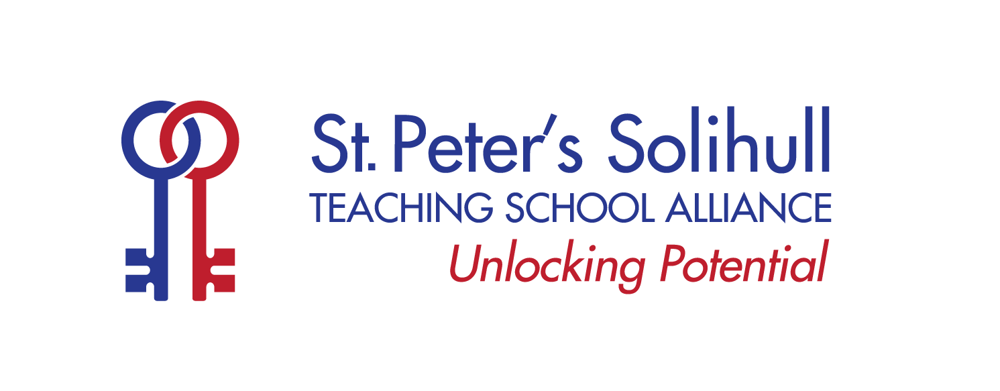 St. Peter's Solihull
TEACHING SCHOOL ALLIANCE
Unlocking Potential